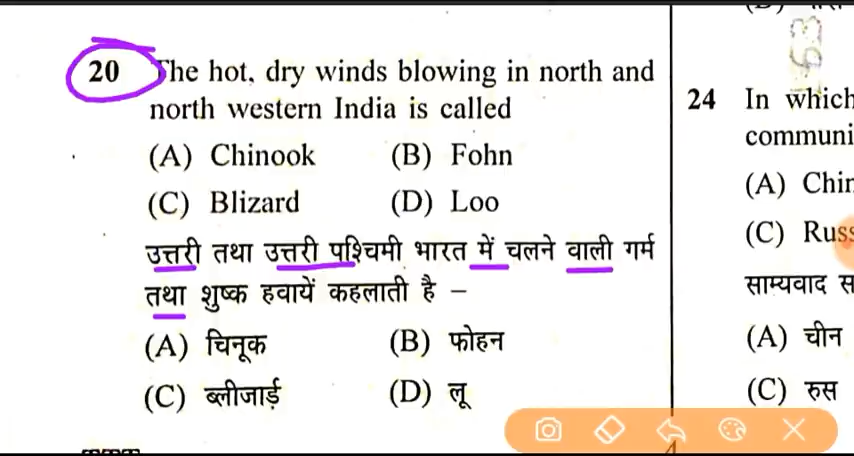 20 The hot, dry winds blowing in north and
north western India is called
(A) Chinook (B) Fohn
(C) Blizard (D) Loo
उत्तरी तथा उत्तरी पश्चिमी भारत में चलने वाली गर्म
तथा शुष्क हवायें कहलाती है –
(A) चिनूक (B) फोहन
(C) ब्लीजार्ड (D) लू
24 In which
communi
(A) Chin
(C) Russ
साम्यवाद स
(A) चीन
(C) रुस